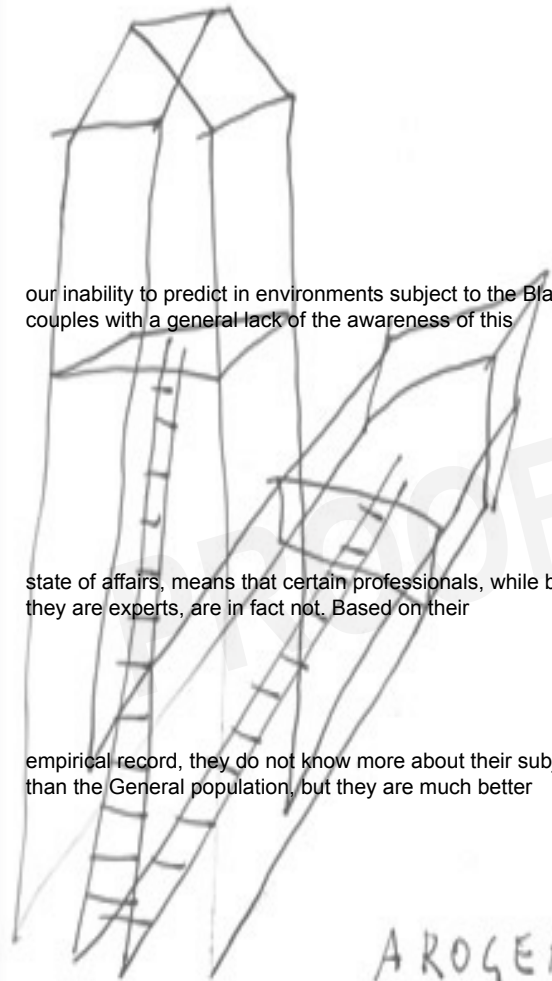 our inability to predict in environments subject to the Bla
couples with a general lack of the awareness of this
state of affairs, means that certain professionals, while b
they are experts, are in fact not. Based on their
empirical record, they do not know more about their sub
than the General population, but they are much better
PROOF
A ROGE